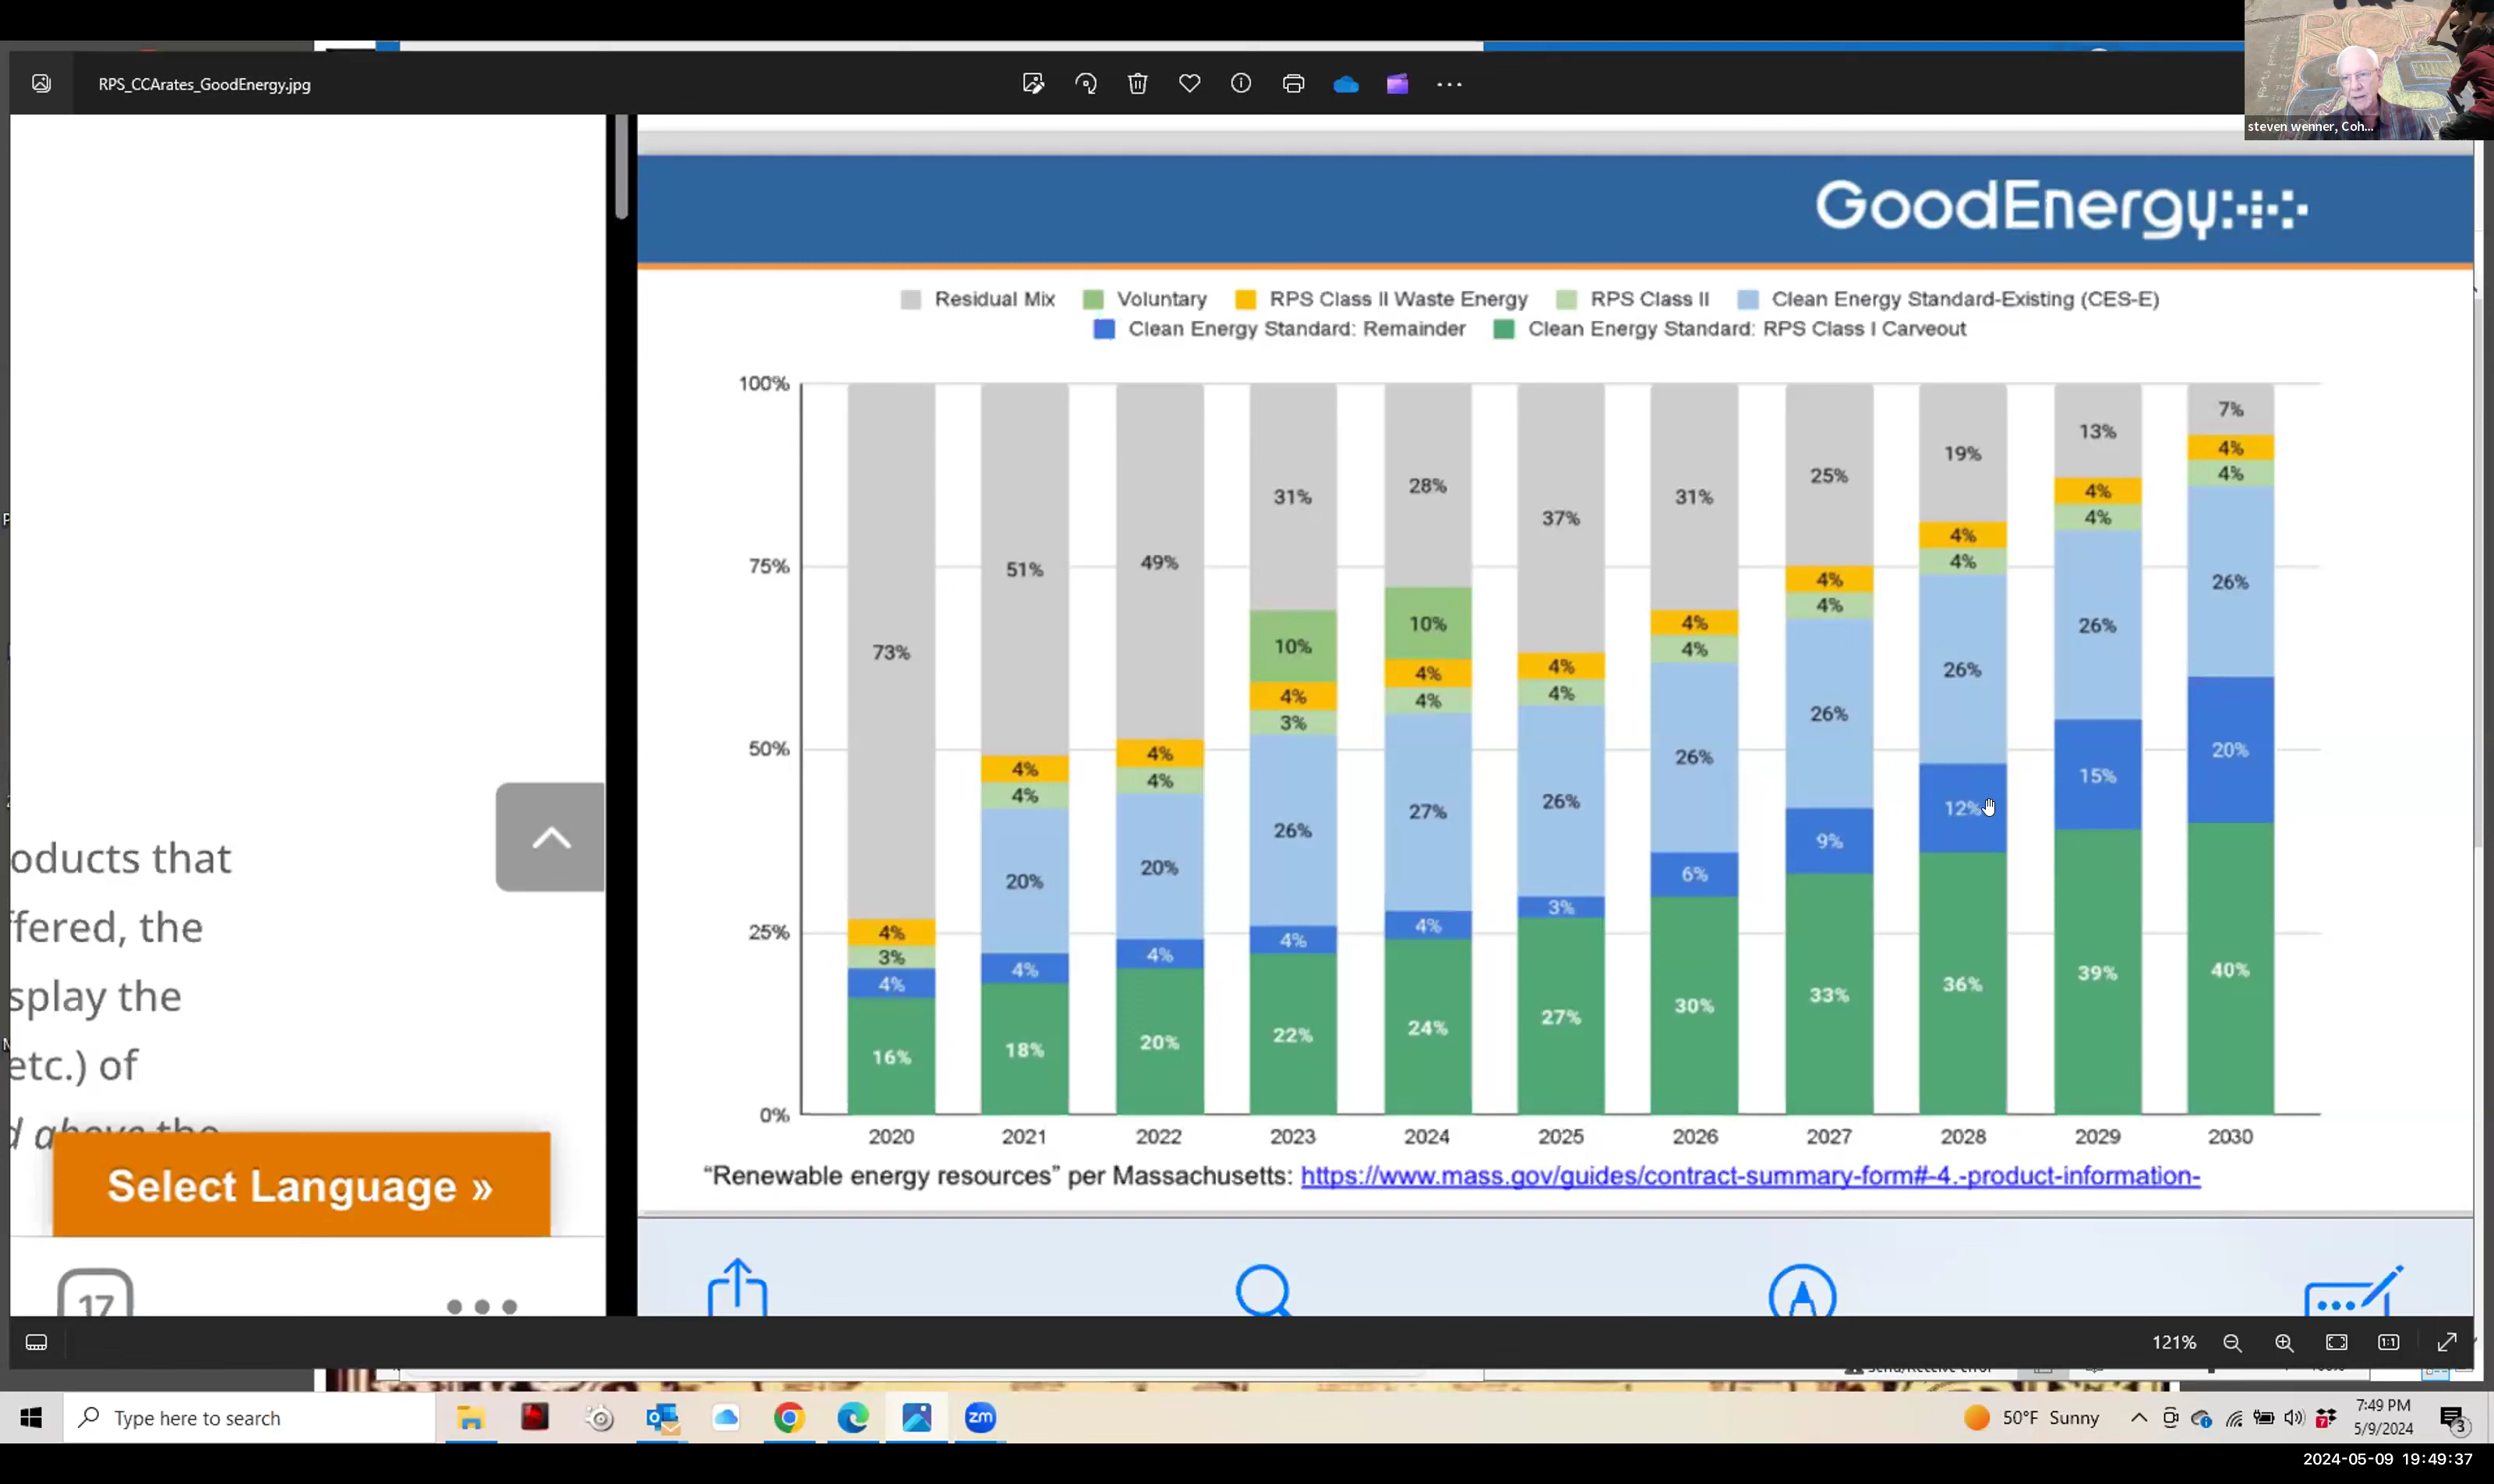 RPS_CCArates_GoodEnergy.jpg
steven wenner, Coh...
GoodEnergy
Residual Mix Voluntary RPS Class II Waste Energy RPS Class II Clean Energy Standard-Existing (CES-E)
Clean Energy Standard: Remainder Clean Energy Standard: RPS Class I Carveout
100%
75%
50%
25%
0%
73% 4% 3% 4% 16%
51% 4% 4% 20% 4% 18%
49% 4% 4% 20% 4% 20%
31% 10% 4% 3% 26% 4% 22%
28% 10% 4% 4% 27% 4% 24%
37% 4% 4% 26% 3% 27%
31% 4% 4% 26% 6% 30%
25% 4% 4% 26% 9% 33%
19% 4% 4% 26% 12% 36%
13% 4% 4% 26% 15% 39%
7% 4% 4% 26% 20% 40%
2020 2021 2022 2023 2024 2025 2026 2027 2028 2029 2030
“Renewable energy resources” per Massachusetts: https://www.mass.gov/guides/contract-summary-form#-4.-product-information-
oducts that
ffered, the
splay the
etc.) of
d above the
Select Language »
17
121%
1:1
Type here to search
zm
50°F Sunny
7:49 PM
5/9/2024
3
2024-05-09 19:49:37